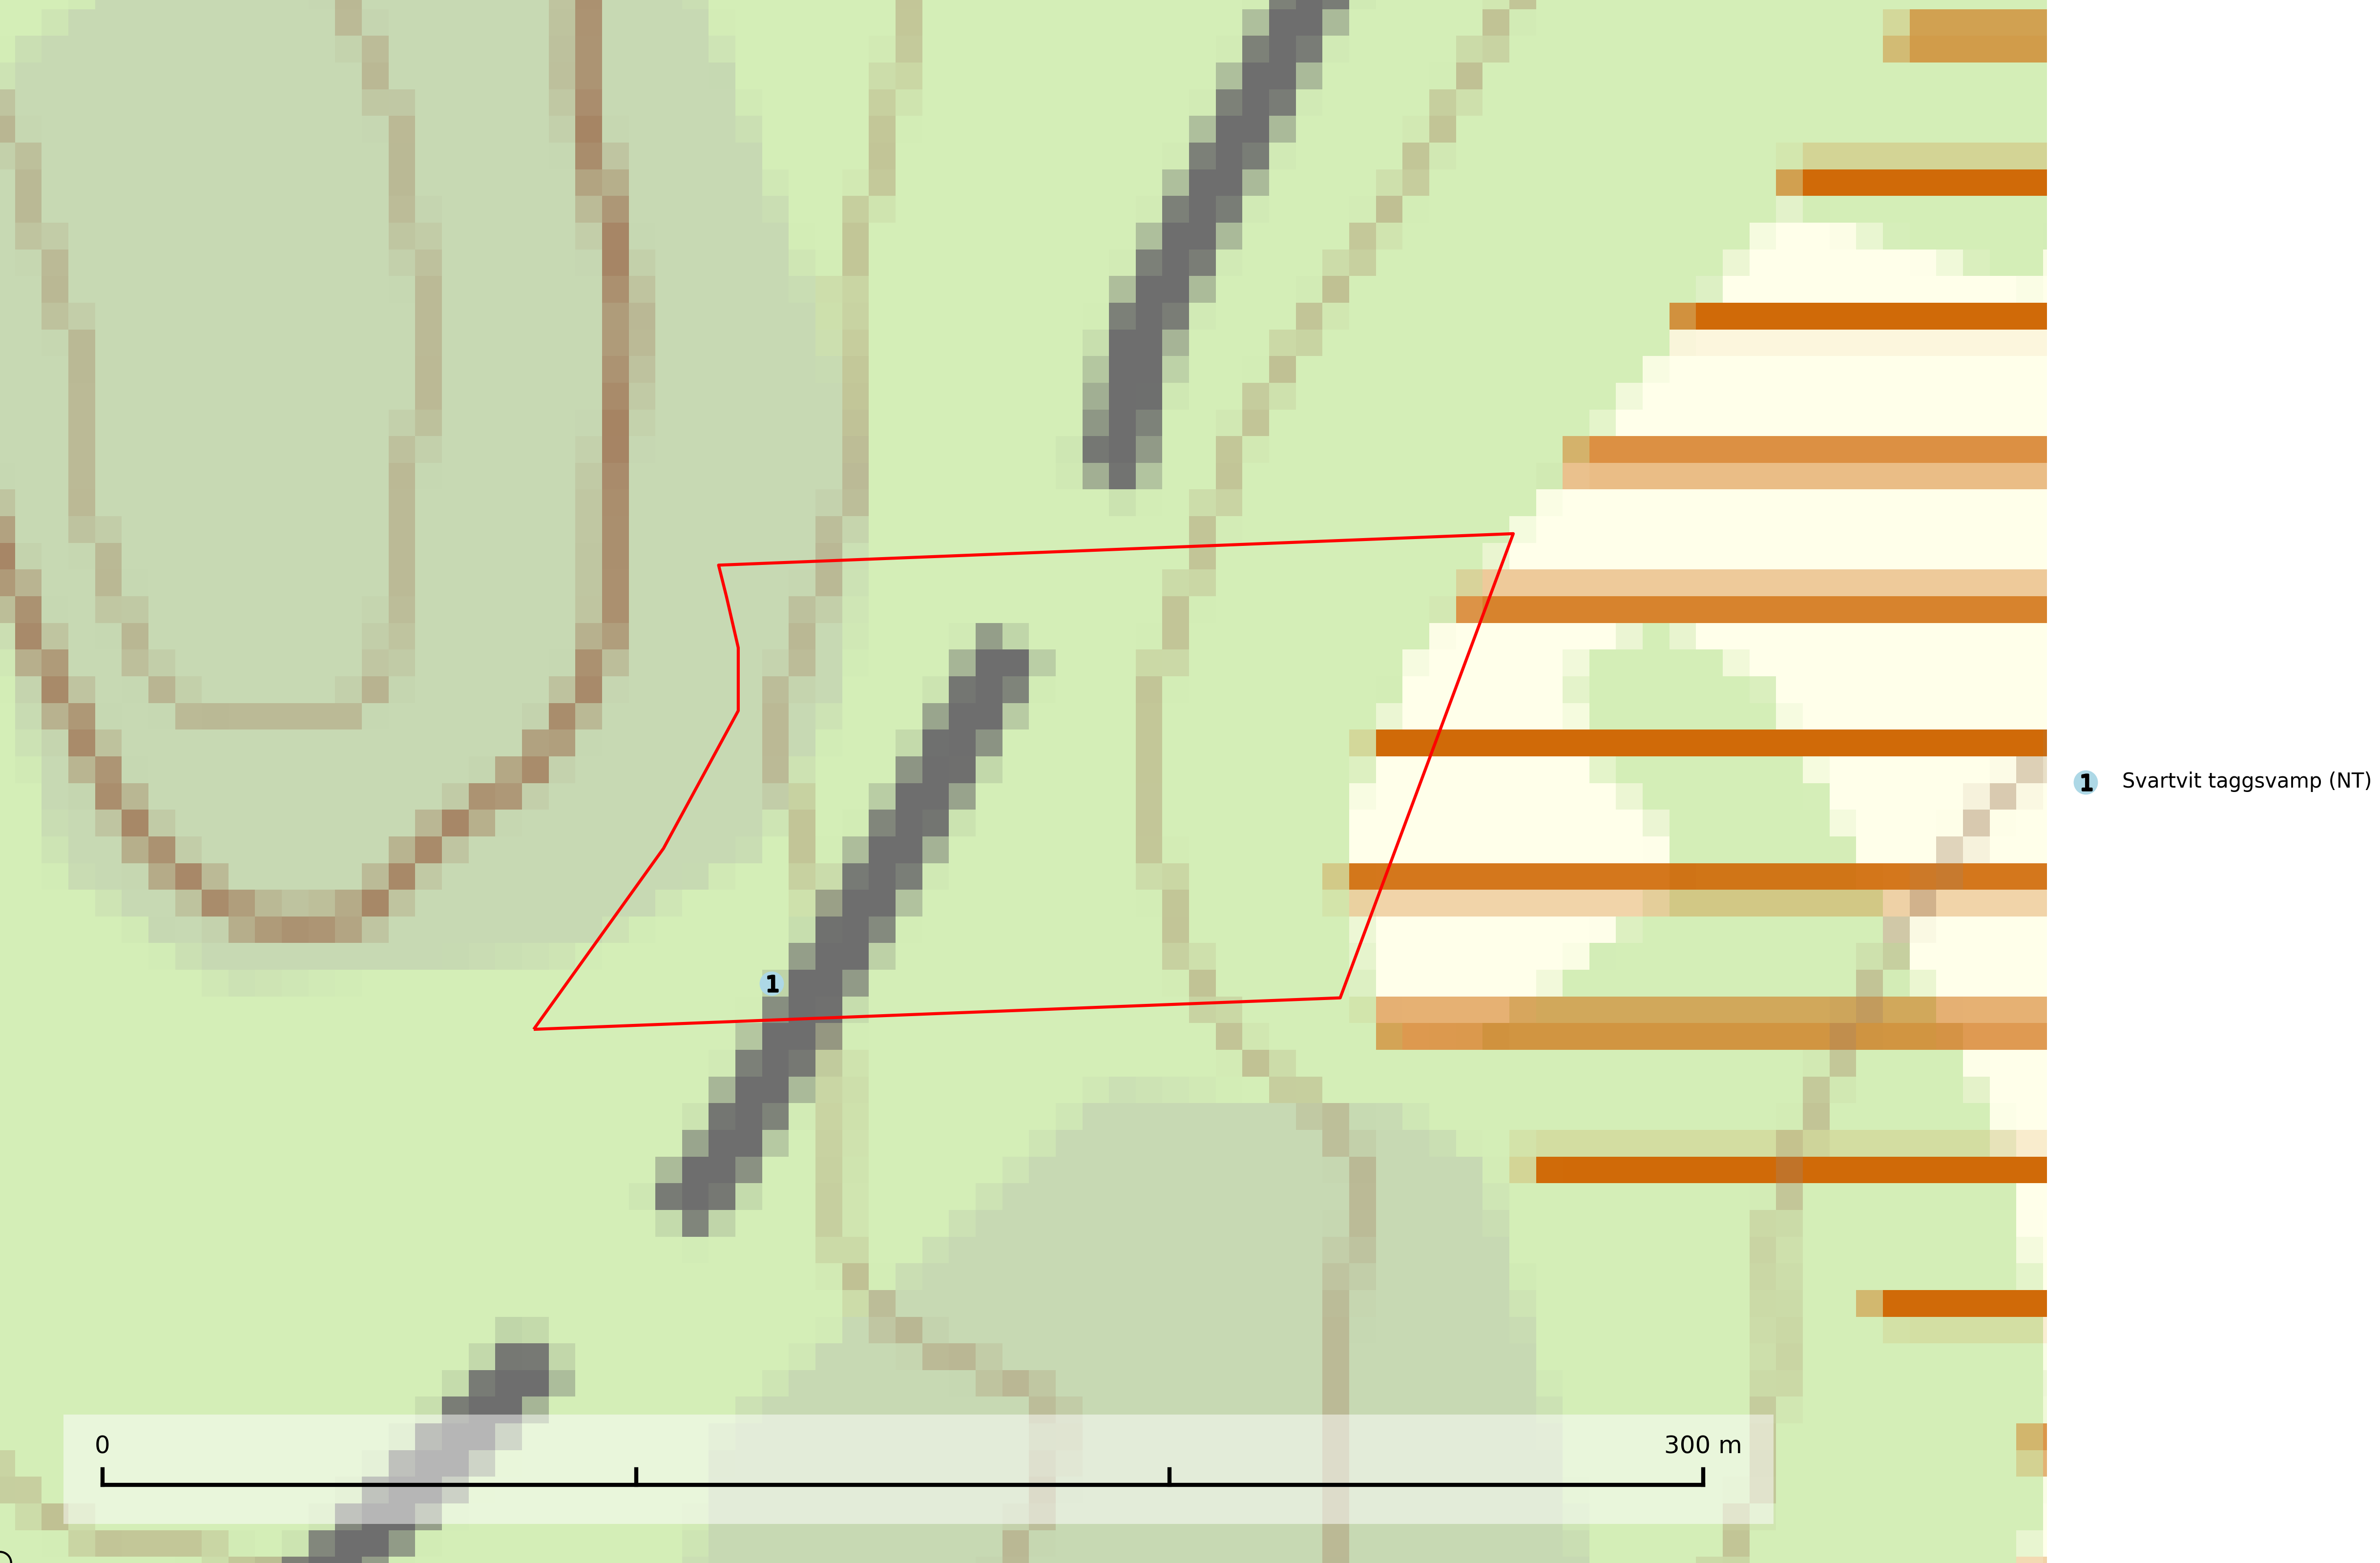 1 Svartvit taggsvamp (NT)
1
0 300 m